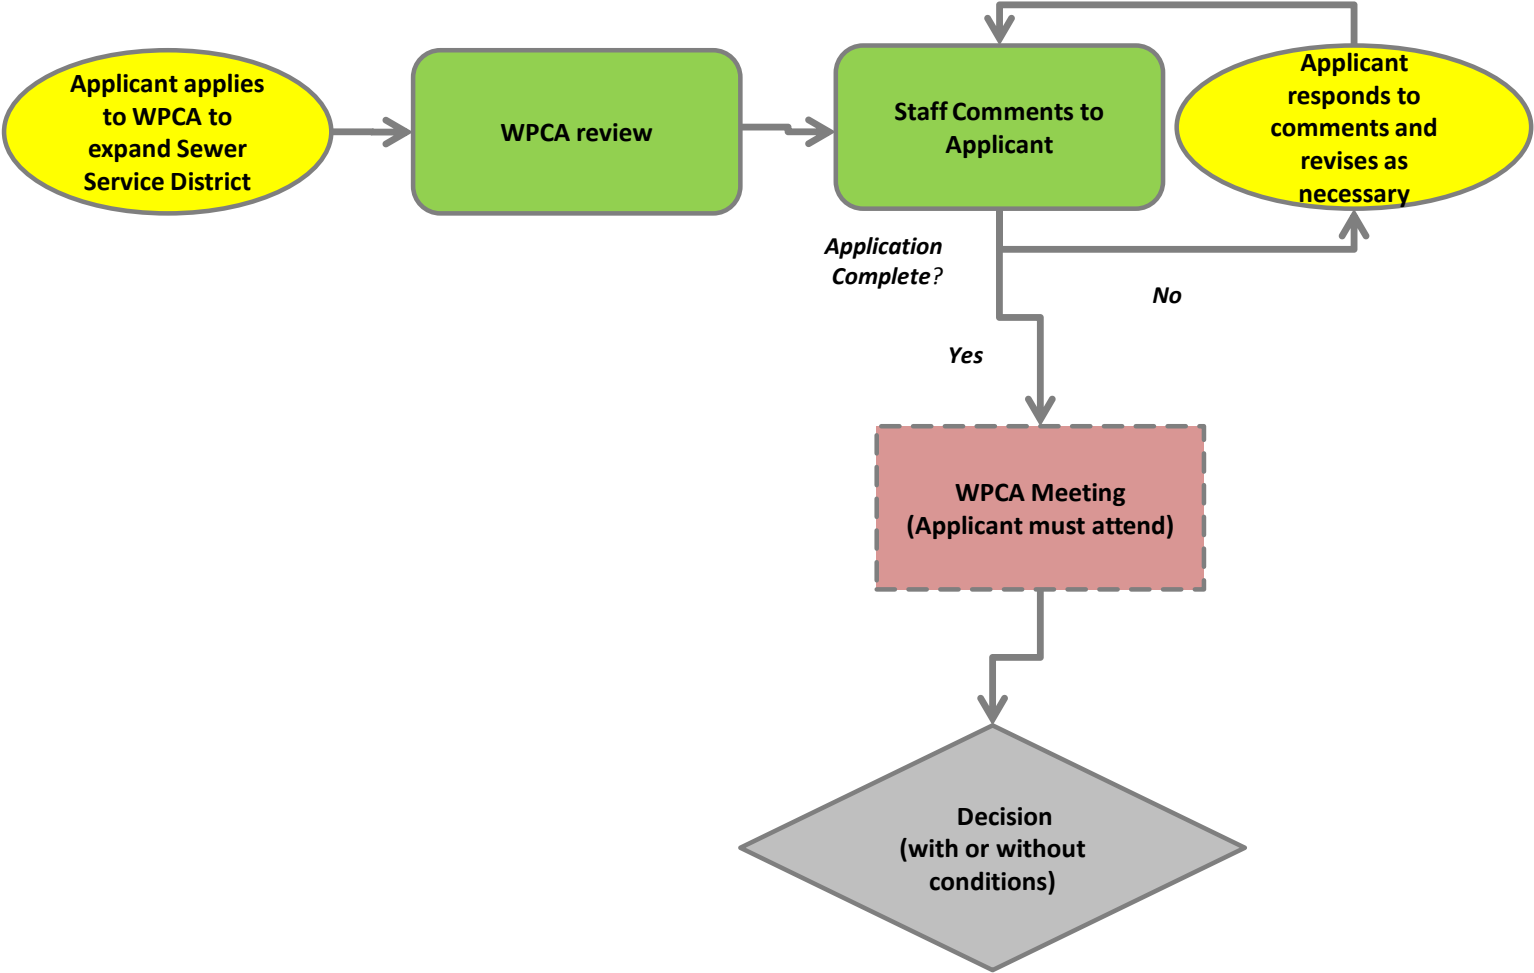 Applicant applies
to WPCA to
expand Sewer
Service District
WPCA review
Staff Comments to
Applicant
Applicant
responds to
comments and
revises as
necessary
Application
Complete?
No
Yes
WPCA Meeting
(Applicant must attend)
Decision
(with or without
conditions)